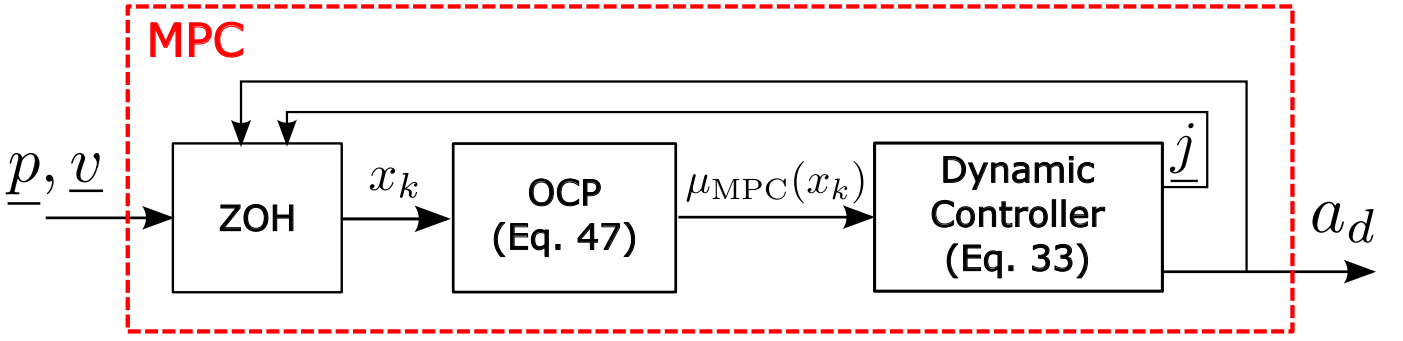 MPC
p, v
ZOH
x_k
OCP
(Eq. 47)
μ_MPC(x_k)
Dynamic
Controller
(Eq. 33)
j
a_d